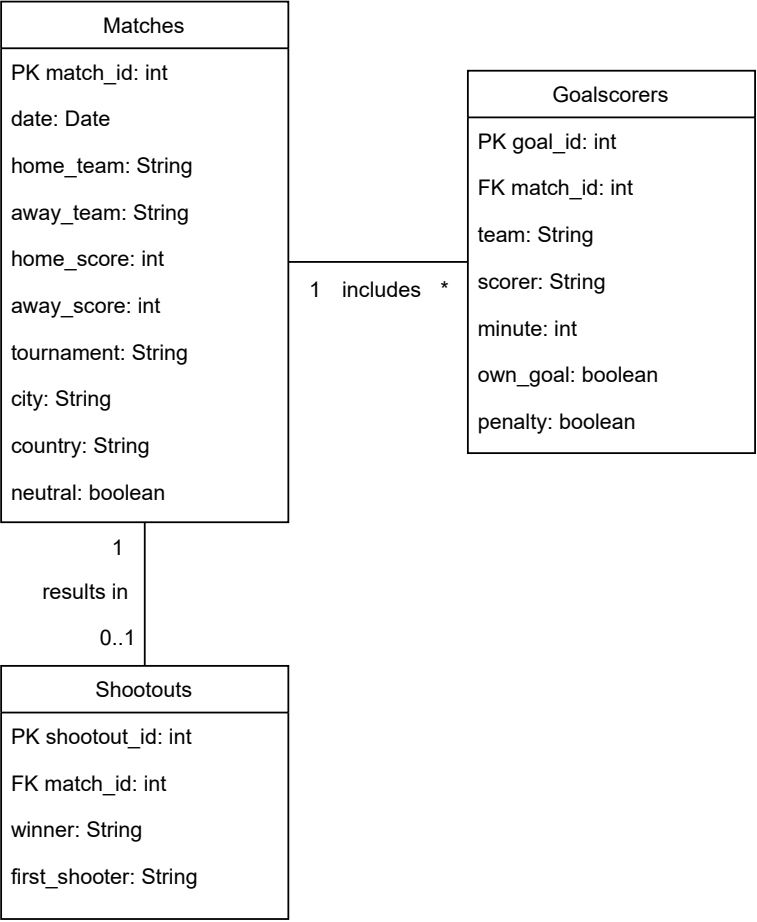 Matches
PK match_id: int
date: Date
home_team: String
away_team: String
home_score: int
away_score: int
tournament: String
city: String
country: String
neutral: boolean
1 includes *
Goalscorers
PK goal_id: int
FK match_id: int
team: String
scorer: String
minute: int
own_goal: boolean
penalty: boolean
1
results in
0..1
Shootouts
PK shootout_id: int
FK match_id: int
winner: String
first_shooter: String